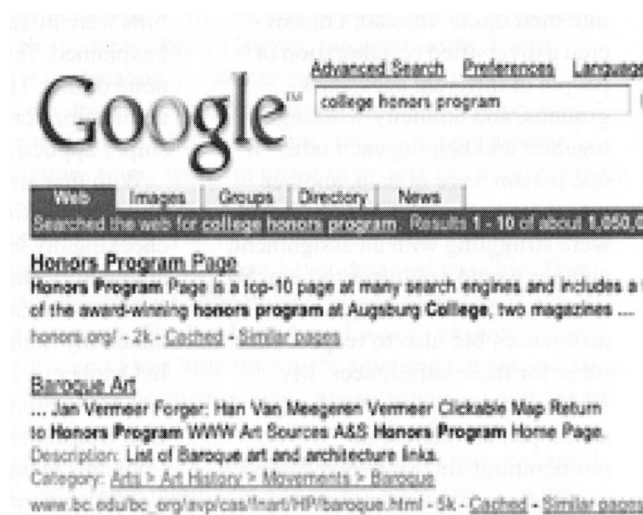 Advanced Search Preferences Language
Google™
college honors program
Web Images Groups Directory News
Searched the web for college honors program. Results 1 - 10 of about 1,050,0
Honors Program Page
Honors Program Page is a top-10 page at many search engines and includes a f
of the award-winning honors program at Augsburg College, two magazines ....
honors.org/ - 2k - Cached - Similar pages
Baroque Art
... Jan Vermeer Forger: Han Van Meegeren Vermeer Clickable Map Return
to Honors Program WWW Art Sources A&S Honors Program Home Page.
Description: List of Baroque art and architecture links.
Category: Arts > Art History > Movements > Baroque
www.bc.edu/bc_org/avp/cas/fnart/HP/baroque.html - 5k - Cached - Similar pages